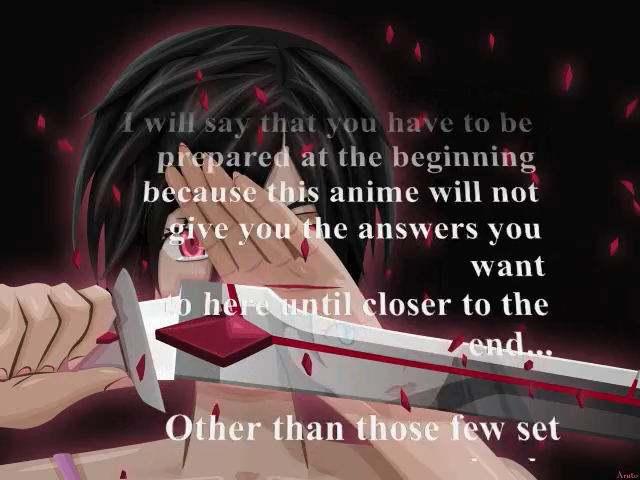 I will say that you have to be
prepared at the beginning
because this anime will not
give you the answers you
want
to here until closer to the
end...
Other than those few set
Aruto